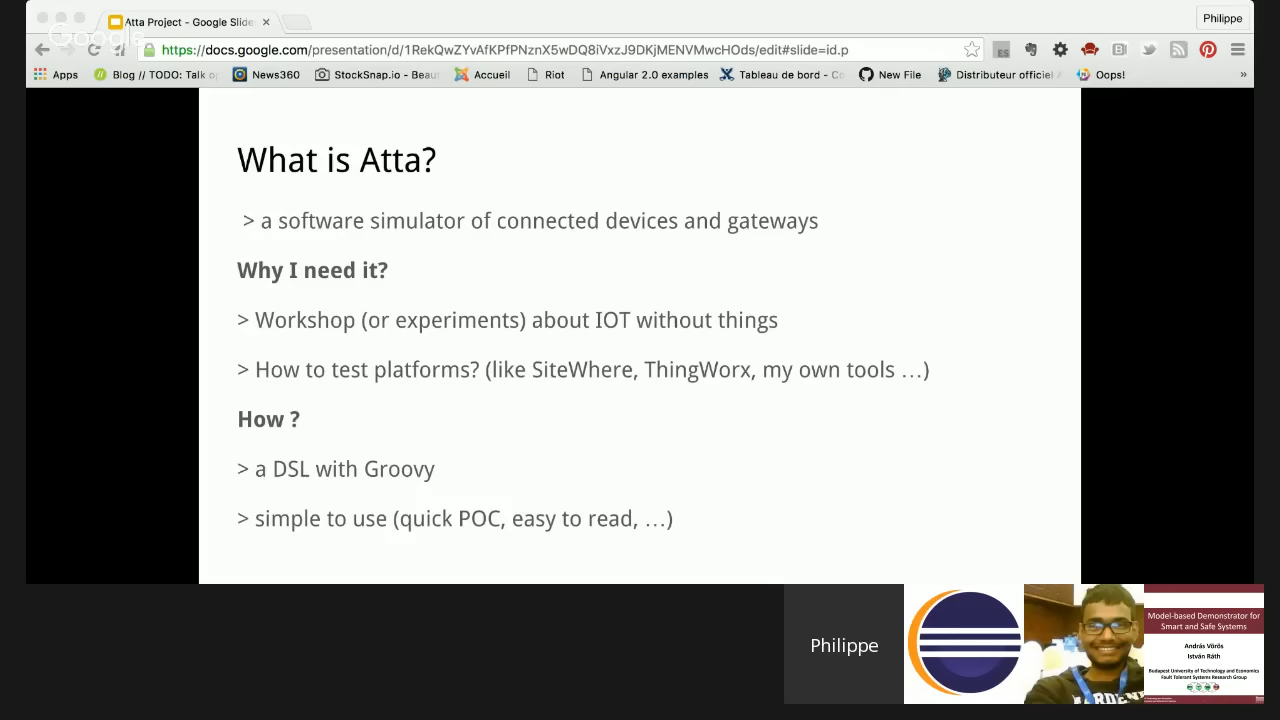 Atta Project - Google Slide
Philippe
Google
https://docs.google.com/presentation/d/1RekQwZYvAfKPfPNznX5wDQ8iVxzJ9DKjMENVMwcHOds/edit#slide=id.p
ES
Apps
Blog // TODO: Talk o
News360
StockSnap.io - Beau
Accueil
Riot
Angular 2.0 examples
Tableau de bord - Co
New File
Distributeur officiel
Oops!
»
What is Atta?
> a software simulator of connected devices and gateways
Why I need it?
> Workshop (or experiments) about IOT without things
> How to test platforms? (like SiteWhere, ThingWorx, my own tools …)
How ?
> a DSL with Groovy
> simple to use (quick POC, easy to read, …)
Philippe
Model-based Demonstrator for
Smart and Safe Systems
András Vörös
István Ráth
Budapest University of Technology and Economics
Fault Tolerant Systems Research Group